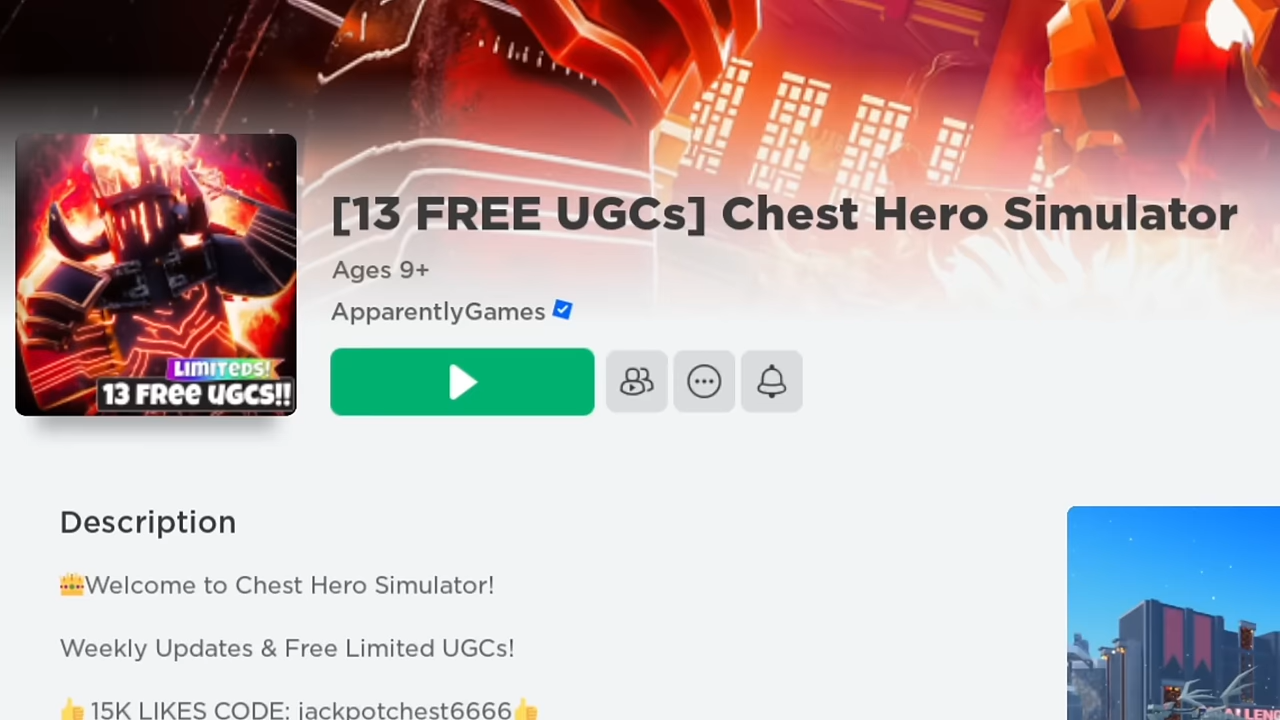 [13 FREE UGCs] Chest Hero Simulator
Ages 9+
ApparentlyGames
LIMITEDS!
13 FREE UGCS!!
Description
👑Welcome to Chest Hero Simulator!
Weekly Updates & Free Limited UGCs!
👍15K LIKES CODE: jackpotchest6666👍